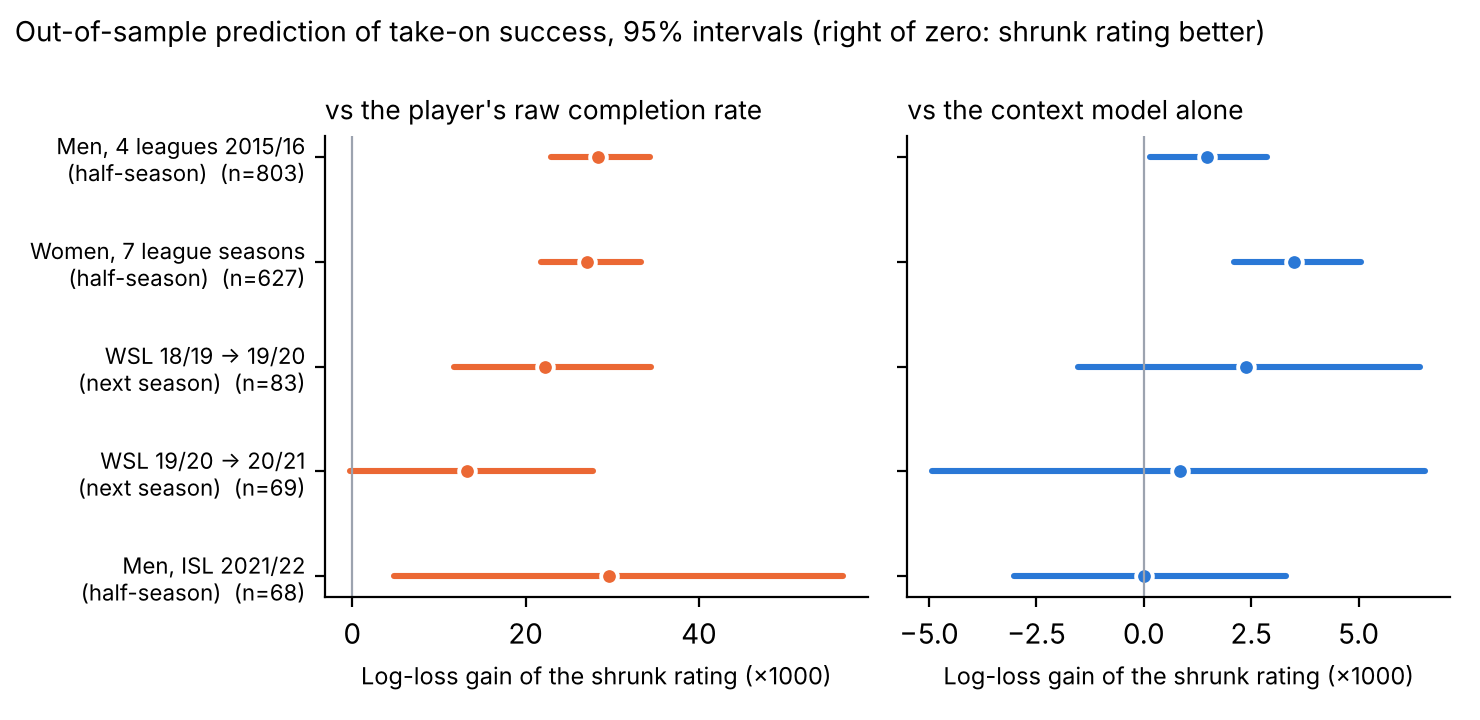 Out-of-sample prediction of take-on success, 95% intervals (right of zero: shrunk rating better)
vs the player's raw completion rate
vs the context model alone
Men, 4 leagues 2015/16
(half-season) (n=803)
Women, 7 league seasons
(half-season) (n=627)
WSL 18/19 → 19/20
(next season) (n=83)
WSL 19/20 → 20/21
(next season) (n=69)
Men, ISL 2021/22
(half-season) (n=68)
0 20 40
−5.0 −2.5 0.0 2.5 5.0
Log-loss gain of the shrunk rating (×1000)
Log-loss gain of the shrunk rating (×1000)